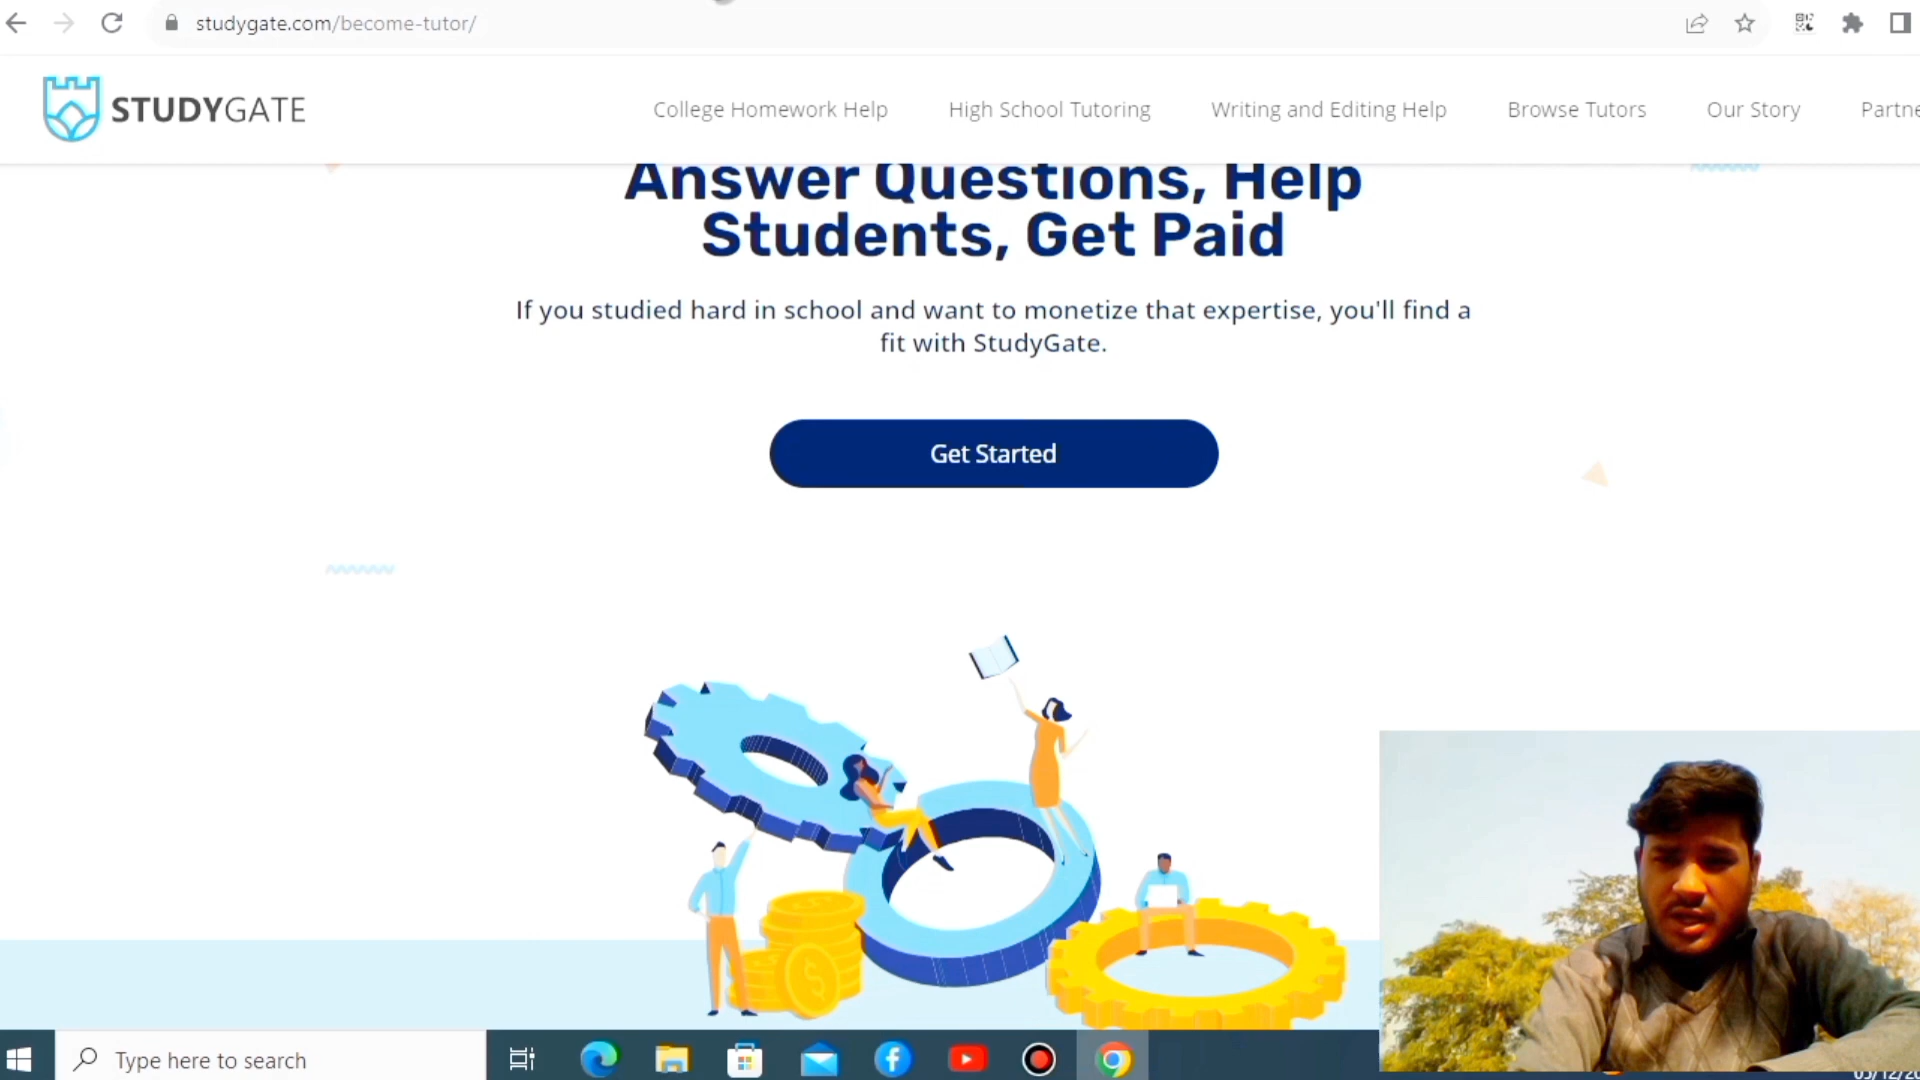 studygate.com/become-tutor/
STUDYGATE
College Homework Help
High School Tutoring
Writing and Editing Help
Browse Tutors
Our Story
Partne
Answer Questions, Help
Students, Get Paid
If you studied hard in school and want to monetize that expertise, you'll find a
fit with StudyGate.
Get Started
Type here to search